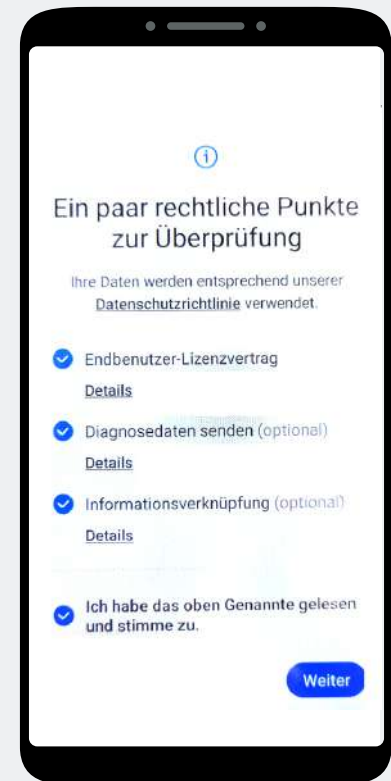 Ein paar rechtliche Punkte
zur Überprüfung
Ihre Daten werden entsprechend unserer
Datenschutzrichtlinie verwendet.
Endbenutzer-Lizenzvertrag
Details
Diagnosedaten senden (optional)
Details
Informationsverknüpfung (optional)
Details
Ich habe das oben Genannte gelesen
und stimme zu.
Weiter